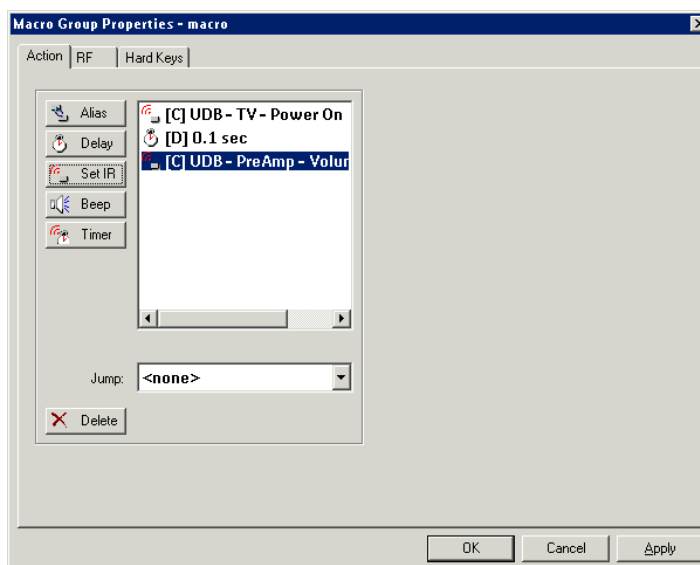 Macro Group Properties - macro
Action RF Hard Keys
Alias
Delay
Set IR
Beep
Timer
[C] UDB - TV - Power On
[D] 0.1 sec
[C] UDB - PreAmp -
Jump: <none>
Delete
OK Cancel Apply